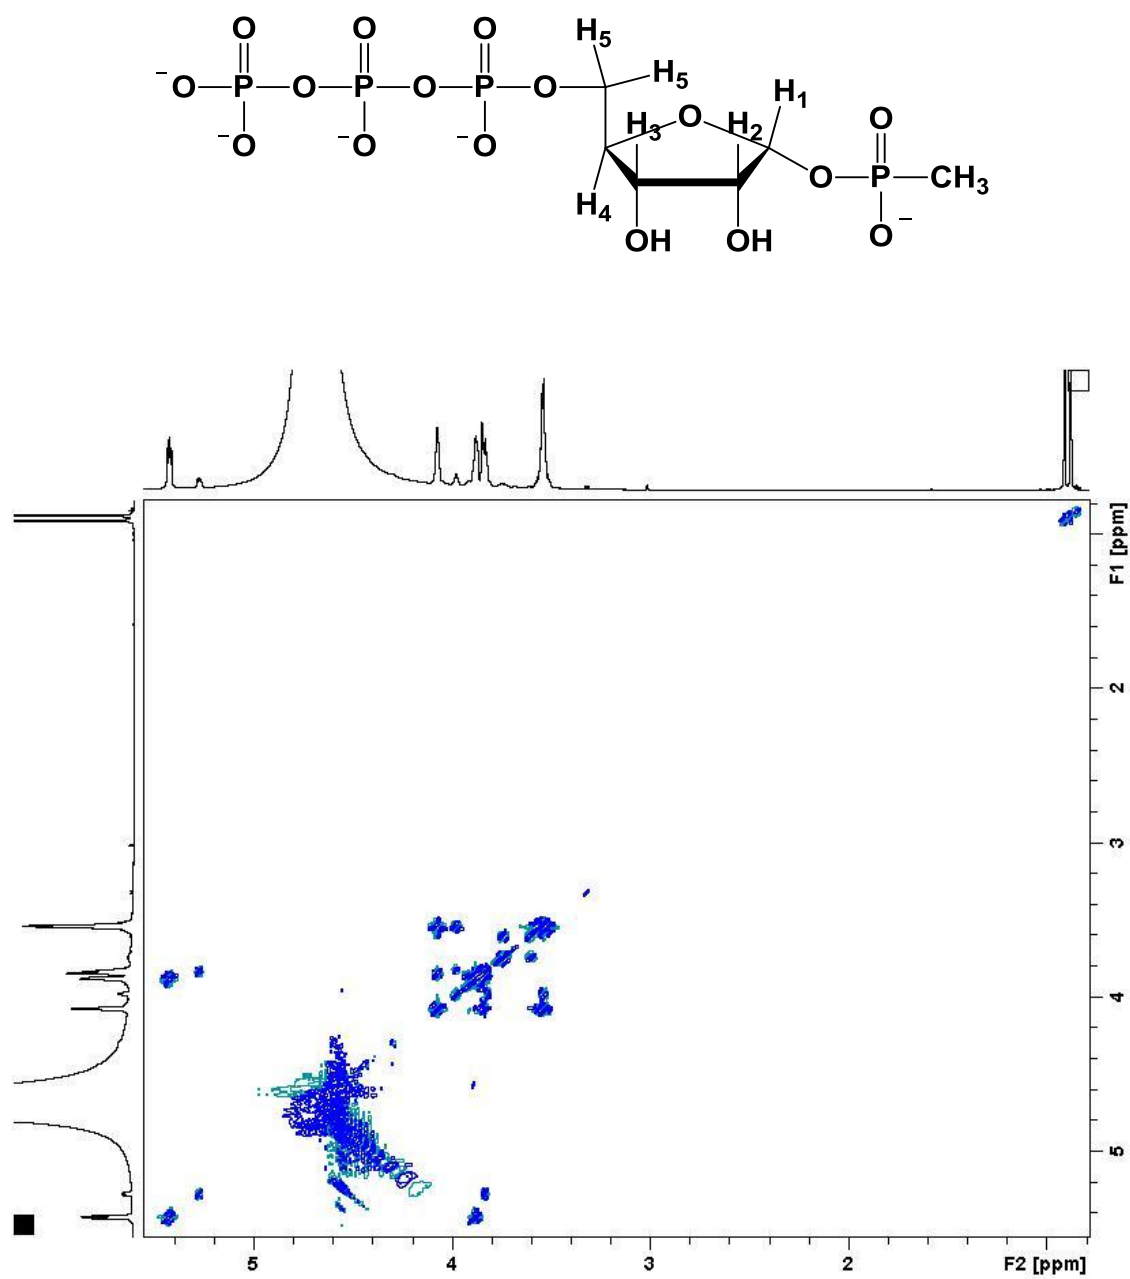 O O O H5
⁻O P O P O P O H5 H1
O H3 H2 O
⁻O ⁻O ⁻O O P CH3
H4 O⁻
OH OH
F1 [ppm]
2
3
4
5
5 4 3 2 F2 [ppm]